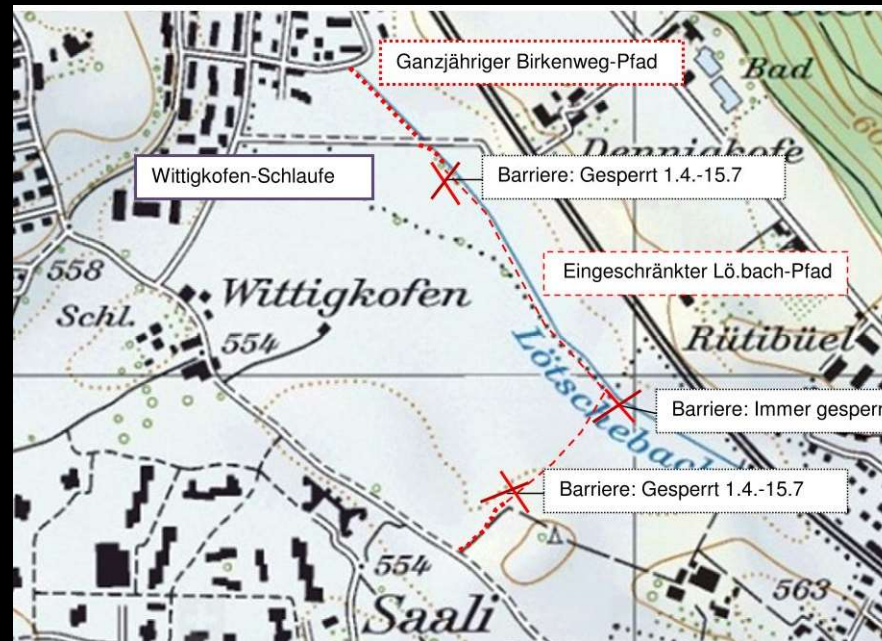 Ganzjähriger Birkenweg-Pfad
Bad
Dennigkofe
Wittigkofen-Schlaufe
Barriere: Gesperrt 1.4.-15.7
558
Schl.
Wittigkofen
554
Eingeschränkter Lö.bach-Pfad
Rütibüel
Lötschebach
Barriere: Immer gesperr
Barriere: Gesperrt 1.4.-15.7
554
Saali
563